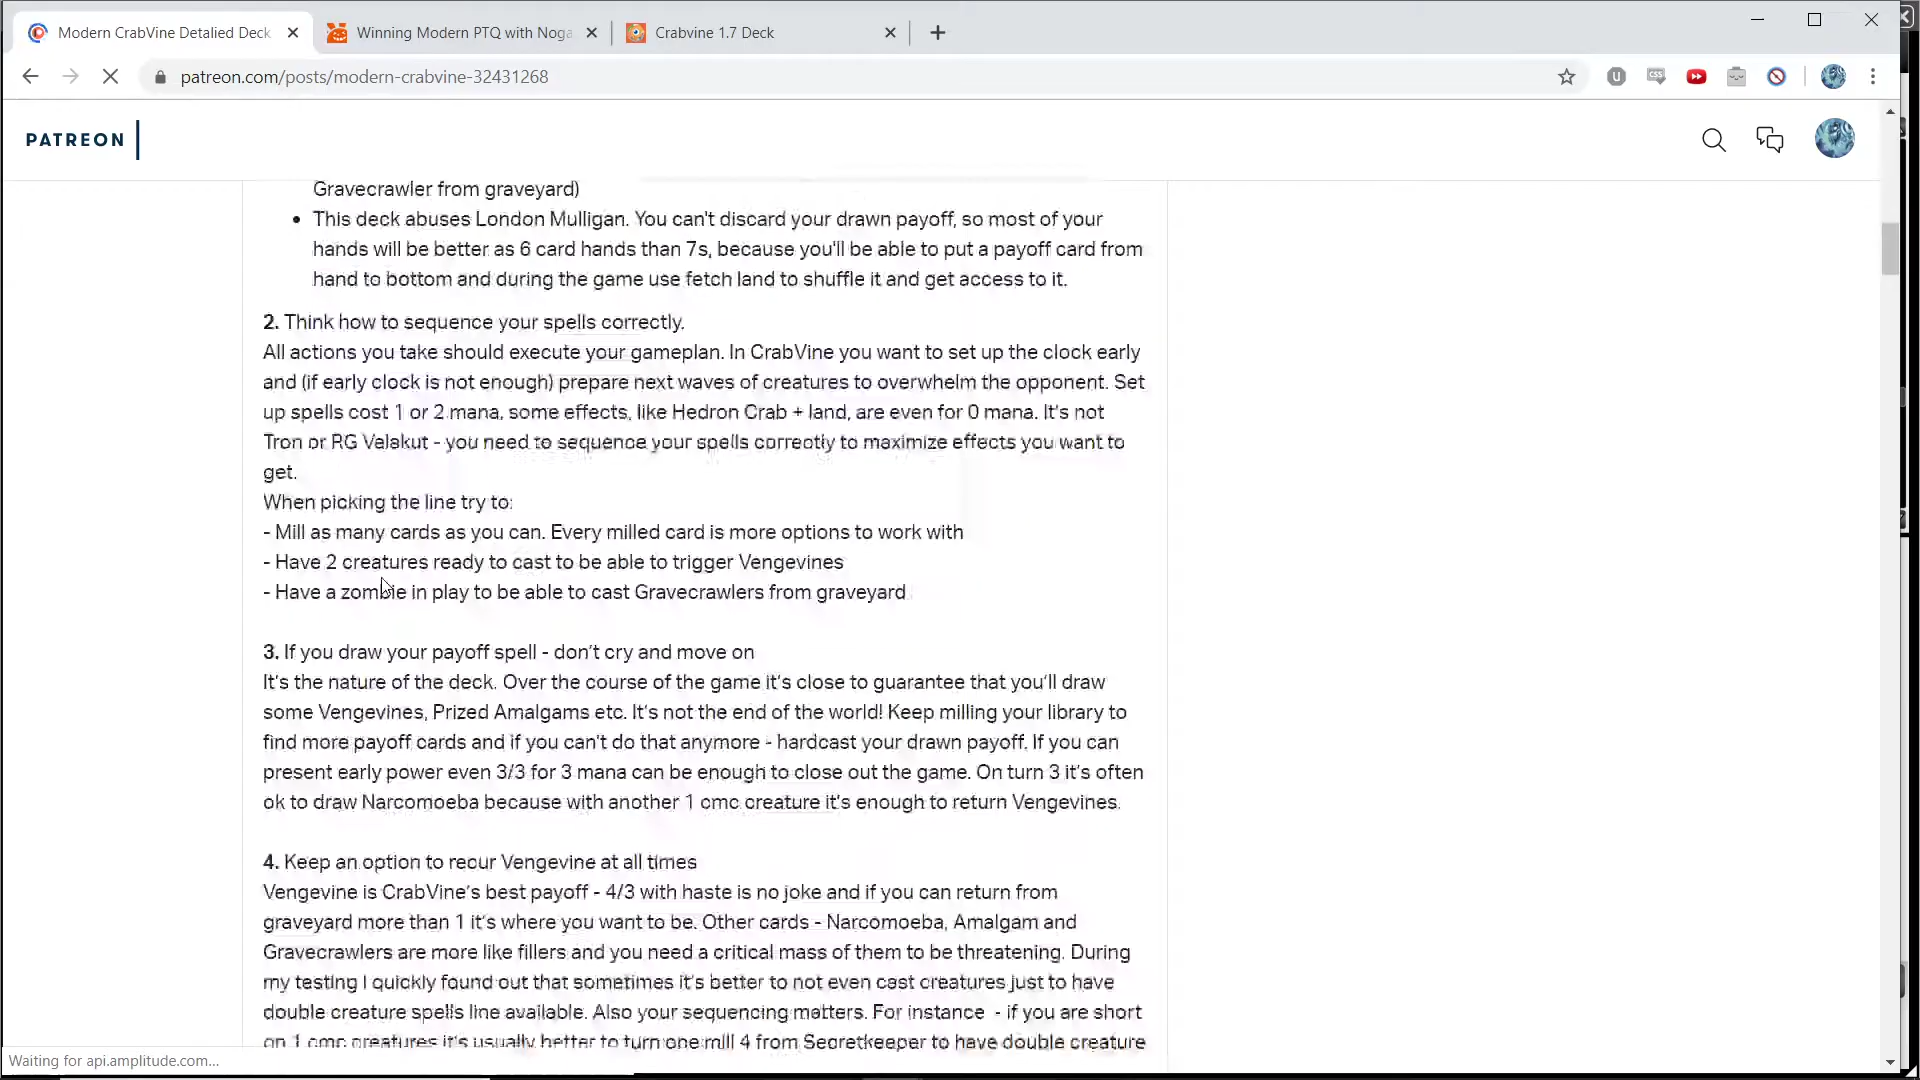 Modern CrabVine Detalied Deck
Winning Modern PTQ with Noga
Crabvine 1.7 Deck
patreon.com/posts/modern-crabvine-32431268
PATREON
Gravecrawler from graveyard)
• This deck abuses London Mulligan. You can't discard your drawn payoff, so most of your
hands will be better as 6 card hands than 7s, because you'll be able to put a payoff card from
hand to bottom and during the game use fetch land to shuffle it and get access to it.
2. Think how to sequence your spells correctly.
All actions you take should execute your gameplan. In CrabVine you want to set up the clock early
and (if early clock is not enough) prepare next waves of creatures to overwhelm the opponent. Set
up spells cost 1 or 2 mana, some effects, like Hedron Crab + land, are even for 0 mana. It's not
Tron or RG Valakut - you need to sequence your spells correctly to maximize effects you want to
get.
When picking the line try to:
- Mill as many cards as you can. Every milled card is more options to work with
- Have 2 creatures ready to cast to be able to trigger Vengevines
- Have a zombie in play to be able to cast Gravecrawlers from graveyard
3. If you draw your payoff spell - don't cry and move on
It's the nature of the deck. Over the course of the game it's close to guarantee that you'll draw
some Vengevines, Prized Amalgams etc. It's not the end of the world! Keep milling your library to
find more payoff cards and if you can't do that anymore - hardcast your drawn payoff. If you can
present early power even 3/3 for 3 mana can be enough to close out the game. On turn 3 it's often
ok to draw Narcomoeba because with another 1 cmc creature it's enough to return Vengevines.
4. Keep an option to recur Vengevine at all times
Vengevine is CrabVine's best payoff - 4/3 with haste is no joke and if you can return from
graveyard more than 1 it's where you want to be. Other cards - Narcomoeba, Amalgam and
Gravecrawlers are more like fillers and you need a critical mass of them to be threatening. During
my testing I quickly found out that sometimes it's better to not even cast creatures just to have
double creature spells line available. Also your sequencing matters. For instance - if you are short
on 1 cmc creatures it's usually better to turn one mill 4 from Secretkeeper to have double creature
Waiting for api.amplitude.com...